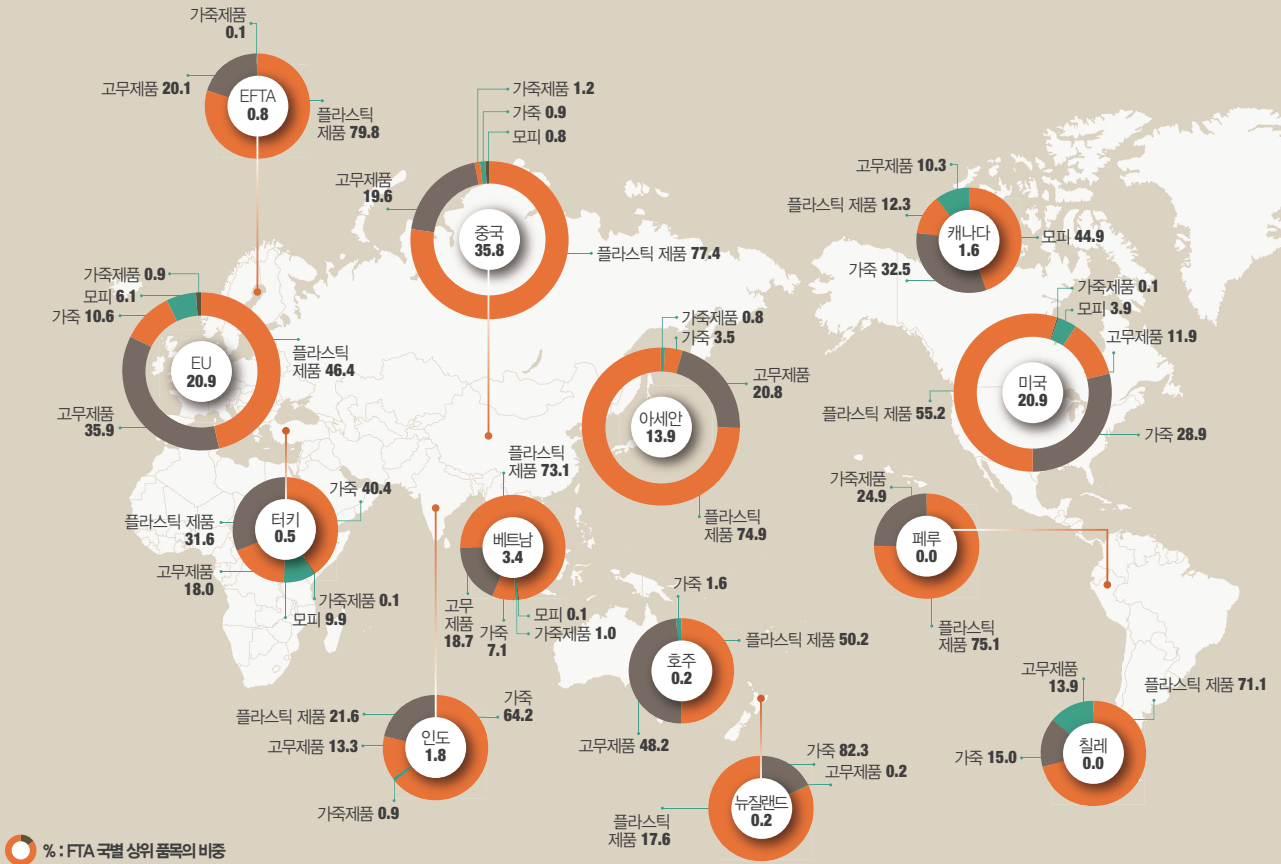 가죽제품
0.1
고무제품 20.1
EFTA
0.8
플라스틱
제품 79.8
가죽제품 1.2
가죽 0.9
모피 0.8
고무제품
19.6
중국
35.8
플라스틱 제품 77.4
고무제품 10.3
플라스틱 제품 12.3
캐나다
1.6
모피 44.9
가죽 32.5
가죽제품 0.9
모피 6.1
가죽 10.6
EU
20.9
플라스틱
제품 46.4
고무제품
35.9
가죽제품 0.8
가죽 3.5
고무제품
20.8
아세안
13.9
플라스틱
제품 74.9
가죽제품 0.1
모피 3.9
고무제품 11.9
미국
20.9
플라스틱 제품 55.2
가죽 28.9
가죽 40.4
플라스틱 제품
31.6
터키
0.5
고무제품
18.0
가죽제품 0.1
모피 9.9
플라스틱
제품 73.1
베트남
3.4
고무
제품
18.7
가죽
7.1
모피 0.1
가죽제품 1.0
가죽제품
24.9
페루
0.0
플라스틱
제품 75.1
가죽 1.6
플라스틱 제품 50.2
호주
0.2
고무제품 48.2
가죽
64.2
플라스틱 제품 21.6
고무제품 13.3
인도
1.8
가죽제품 0.9
가죽 82.3
고무제품 0.2
뉴질랜드
0.2
플라스틱
제품 17.6
고무제품
13.9
플라스틱 제품 71.1
가죽 15.0
칠레
0.0
% : FTA 국별 상위 품목의 비중